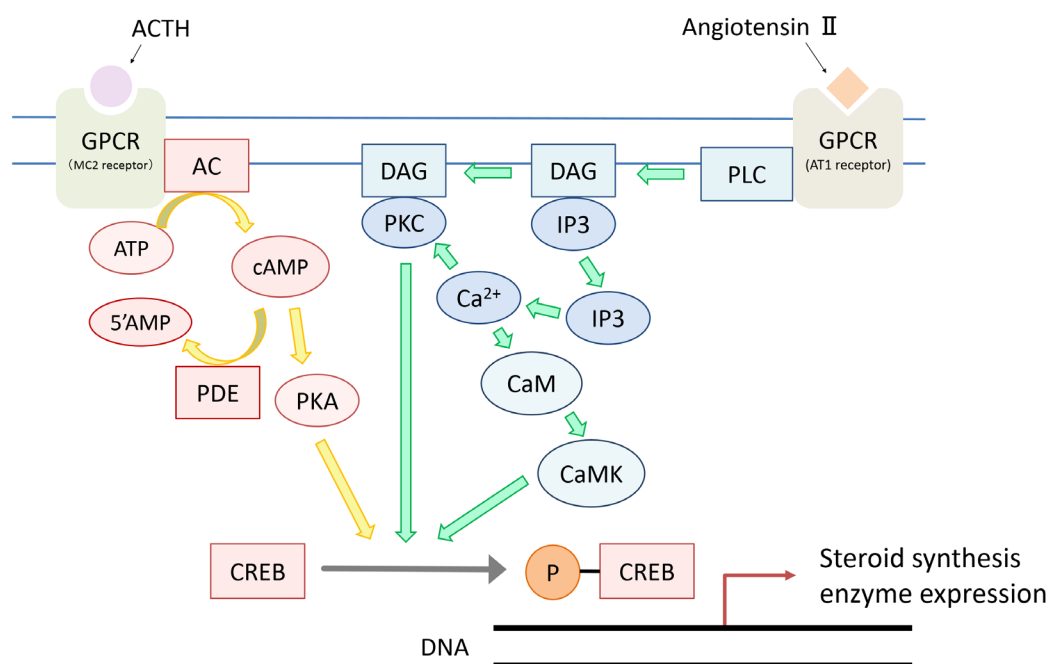 ACTH
Angiotensin Ⅱ
GPCR
（MC2 receptor）
AC
DAG
DAG
PLC
GPCR
(AT1 receptor)
PKC
IP3
ATP
cAMP
Ca²⁺
IP3
5’AMP
PDE
PKA
CaM
CaMK
CREB
P
CREB
Steroid synthesis
enzyme expression
DNA